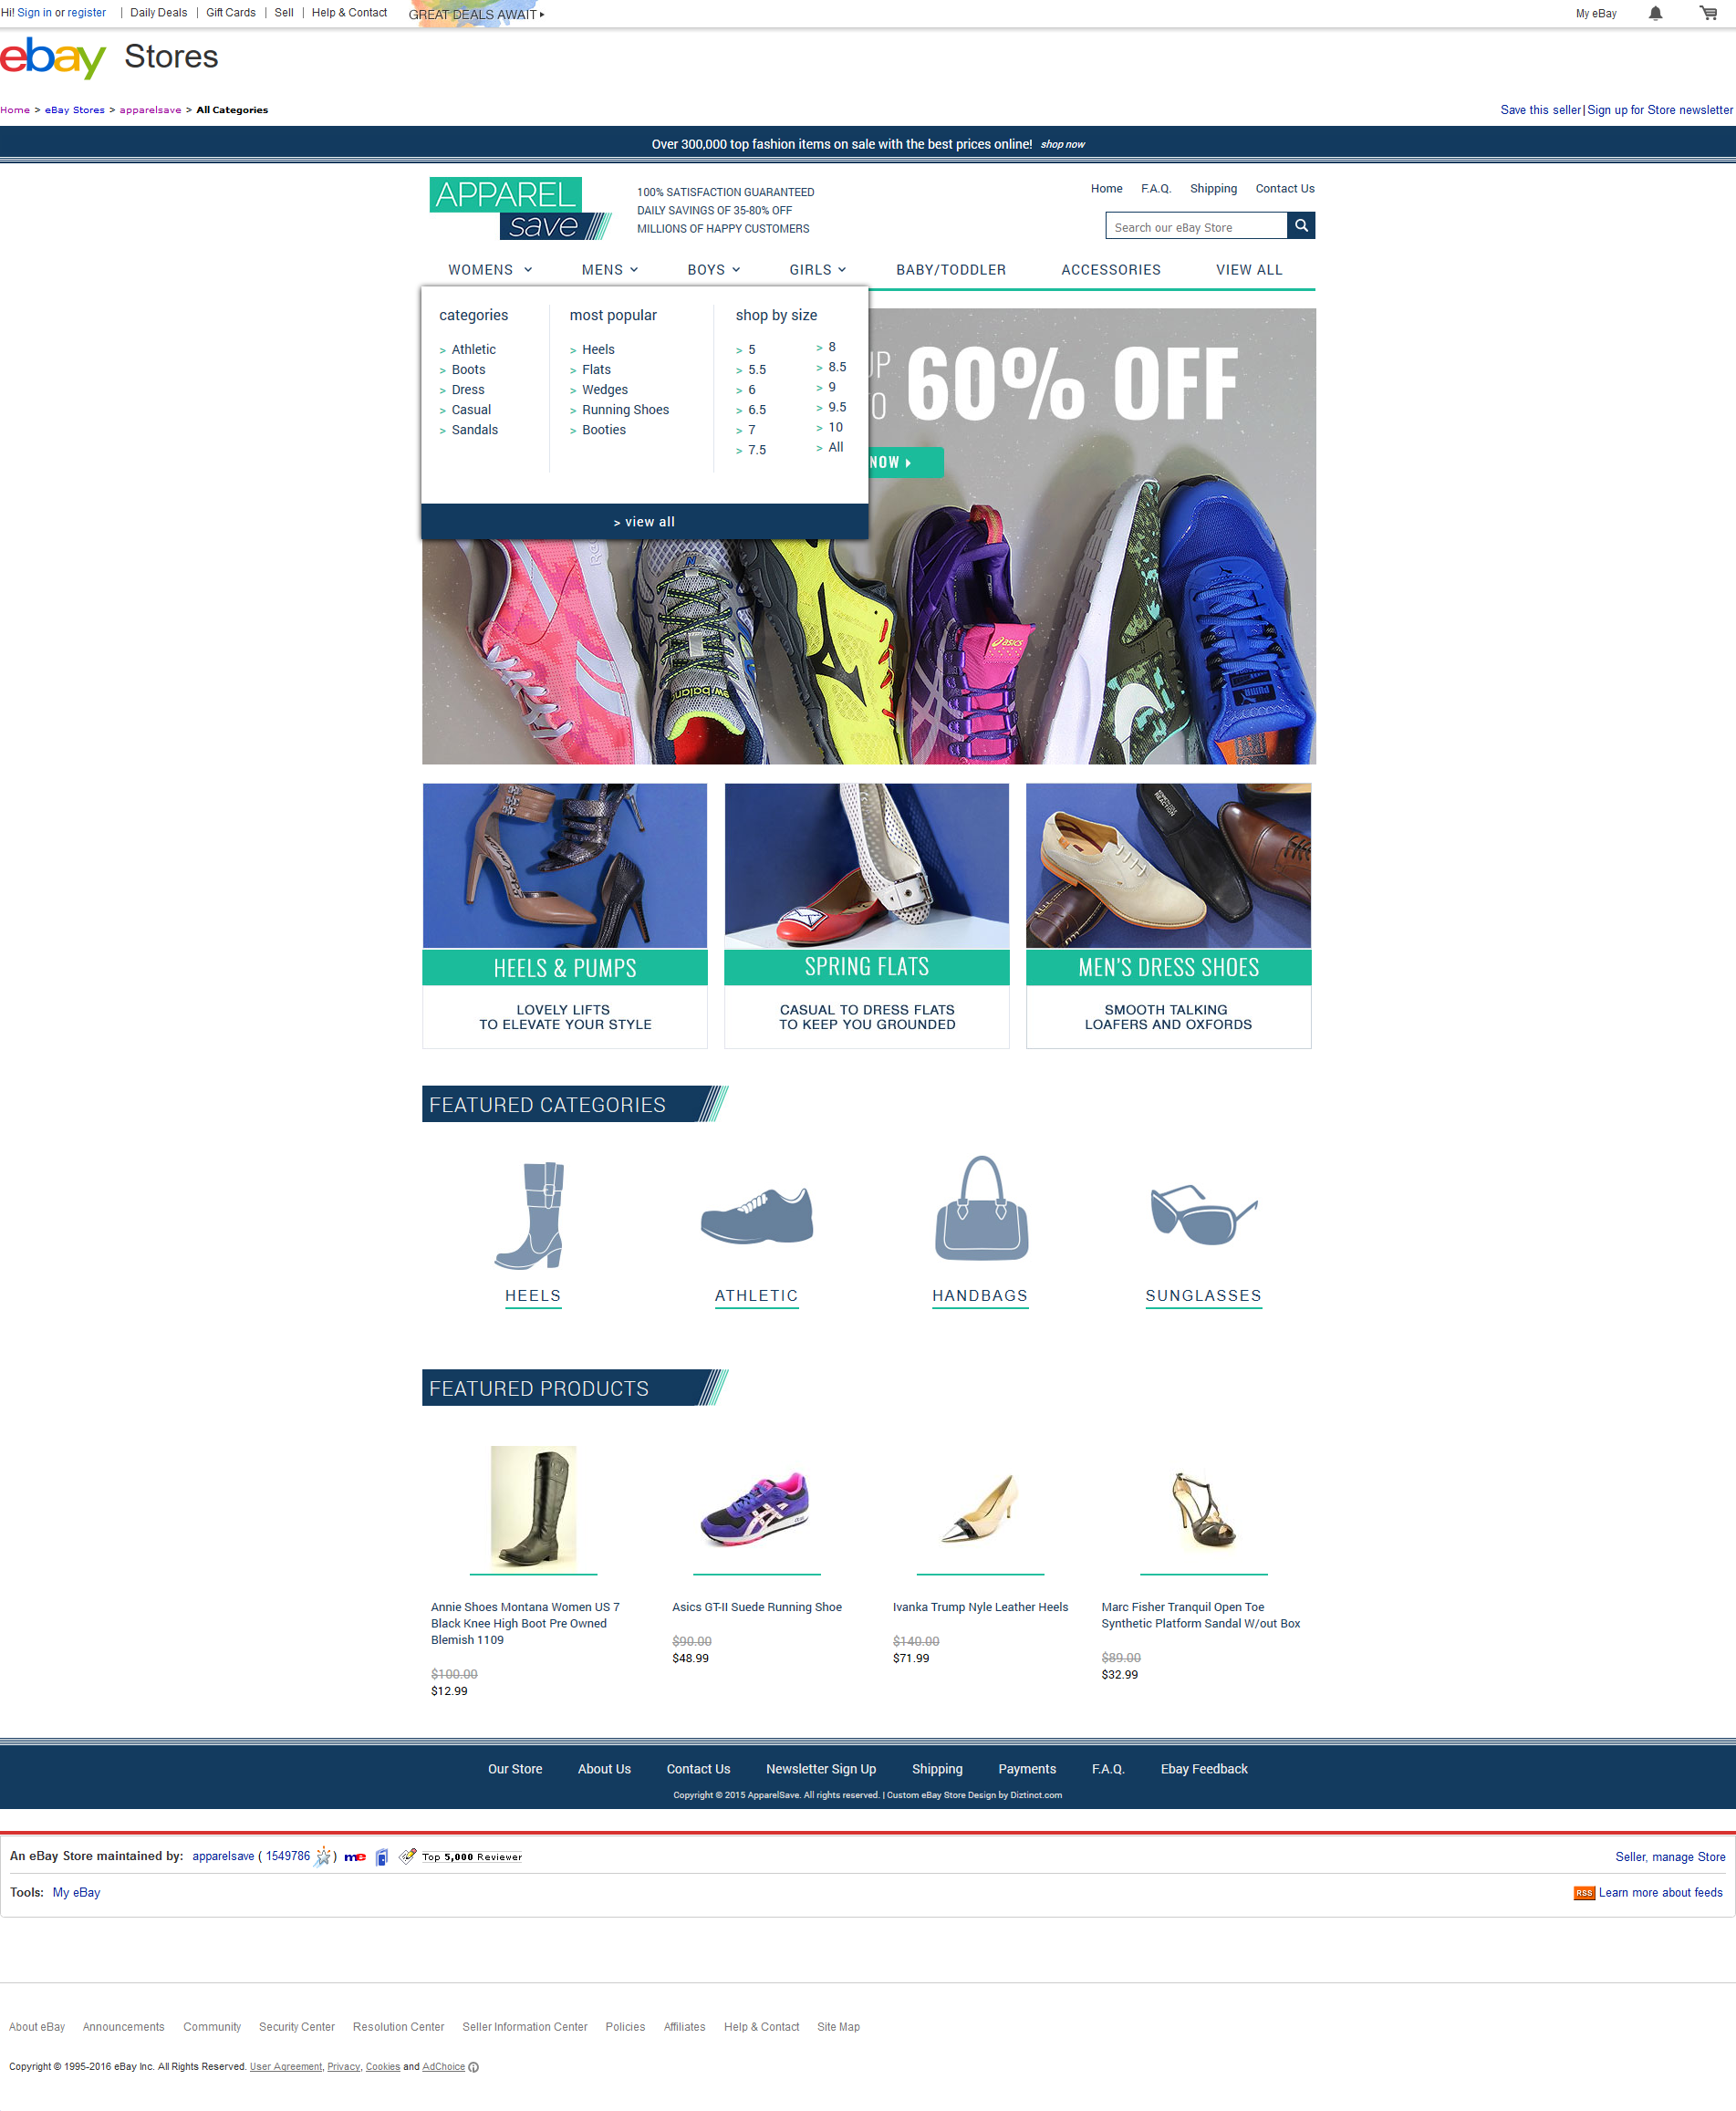 Hi! Sign in or register | Daily Deals | Gift Cards | Sell | Help & Contact GREAT DEALS AWAIT My eBay
ebay Stores
Home > eBay Stores > apparelsave > All Categories
Save this seller | Sign up for Store newsletter
Over 300,000 top fashion items on sale with the best prices online! shop now
APPAREL
save
100% SATISFACTION GUARANTEED
DAILY SAVINGS OF 35-80% OFF
MILLIONS OF HAPPY CUSTOMERS
Home F.A.Q. Shipping Contact Us
Search our eBay Store
WOMENS MENS BOYS GIRLS BABY/TODDLER ACCESSORIES VIEW ALL
categories
> Athletic
> Boots
> Dress
> Casual
> Sandals
most popular
> Heels
> Flats
> Wedges
> Running Shoes
> Booties
shop by size
> 5
> 5.5
> 6
> 6.5
> 7
> 7.5
> 8
> 8.5
> 9
> 9.5
> 10
> All
> view all
60% OFF
NOW
asics
new balance
PUMA
HEELS & PUMPS
LOVELY LIFTS
TO ELEVATE YOUR STYLE
SPRING FLATS
CASUAL TO DRESS FLATS
TO KEEP YOU GROUNDED
MEN'S DRESS SHOES
SMOOTH TALKING
LOAFERS AND OXFORDS
FEATURED CATEGORIES
HEELS ATHLETIC HANDBAGS SUNGLASSES
FEATURED PRODUCTS
Annie Shoes Montana Women US 7
Black Knee High Boot Pre Owned
Blemish 1109
$100.00
$12.99
Asics GT-II Suede Running Shoe
$90.00
$48.99
Ivanka Trump Nyle Leather Heels
$140.00
$71.99
Marc Fisher Tranquil Open Toe
Synthetic Platform Sandal W/out Box
$89.00
$32.99
Our Store About Us Contact Us Newsletter Sign Up Shipping Payments F.A.Q. Ebay Feedback
Copyright © 2015 ApparelSave. All rights reserved. | Custom eBay Store Design by Diztinct.com
An eBay Store maintained by: apparelsave ( 1549786 ) me Top 5,000 Reviewer
Seller, manage Store
Tools: My eBay
RSS Learn more about feeds
About eBay Announcements Community Security Center Resolution Center Seller Information Center Policies Affiliates Help & Contact Site Map
Copyright © 1995-2016 eBay Inc. All Rights Reserved. User Agreement, Privacy, Cookies and AdChoice